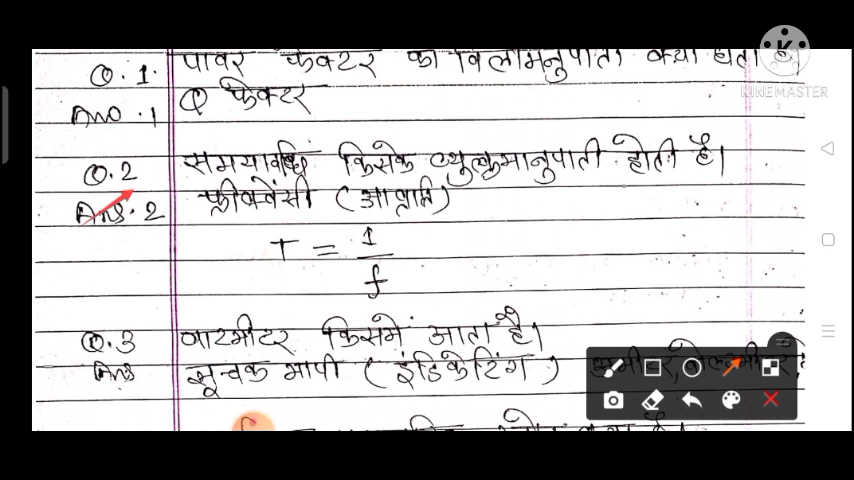 Q.1. पावर फेक्टर का विलोमनुपाती क्या होता है।
Ans.1 Q फेक्टर
KINEMASTER
Q.2 समयावधि किसके व्युत्क्रमानुपाती होती है।
Ans.2 फ्रीक्वेंसी (आवृत्ति)
T = 1/f
Q.3 वाटमीटर किसमें आता है।
Ans सूचक मापी (इंडिकेटिंग)